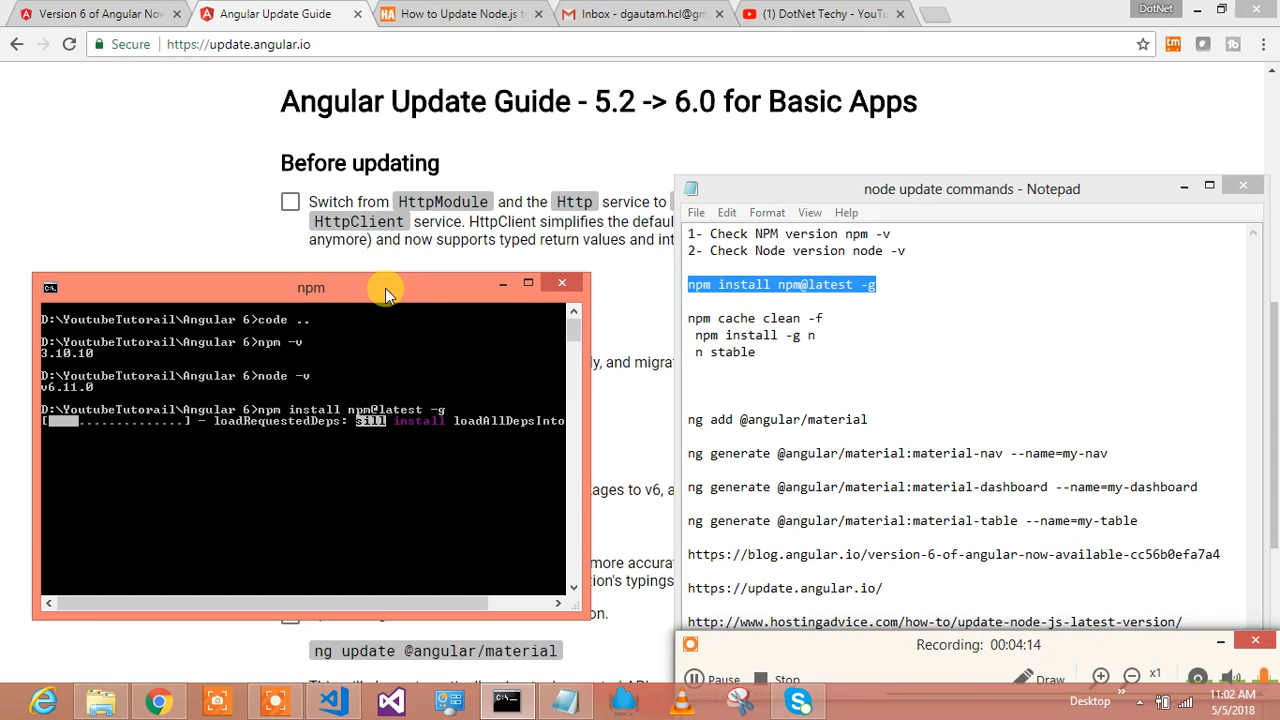 Version 6 of Angular Nov
Angular Update Guide
How to Update Node.js t
Inbox - dgautam.hcl@gm
(1) DotNet Techy - YouTu
DotNet
Secure
https://update.angular.io
Angular Update Guide - 5.2 -> 6.0 for Basic Apps
Before updating
Switch from HttpModule and the Http service to
HttpClient service. HttpClient simplifies the defaul
anymore) and now supports typed return values and int
ly, and migrat
ages to v6, a
more accurat
ion's typings
on.
ng update @angular/material
npm
D:\YoutubeTutorail\Angular 6>code ..
D:\YoutubeTutorail\Angular 6>npm -v
3.10.10
D:\YoutubeTutorail\Angular 6>node -v
v6.11.0
D:\YoutubeTutorail\Angular 6>npm install npm@latest -g
[ ..............] - loadRequestedDeps: sill install loadAllDepsInto
node update commands - Notepad
File Edit Format View Help
1- Check NPM version npm -v
2- Check Node version node -v
npm install npm@latest -g
npm cache clean -f
npm install -g n
n stable
ng add @angular/material
ng generate @angular/material:material-nav --name=my-nav
ng generate @angular/material:material-dashboard --name=my-dashboard
ng generate @angular/material:material-table --name=my-table
https://blog.angular.io/version-6-of-angular-now-available-cc56b0efa7a4
https://update.angular.io/
http://www.hostingadvice.com/how-to/update-node-js-latest-version/
Recording: 00:04:14
Pause Stop Draw x1
Desktop
11:02 AM
5/5/2018